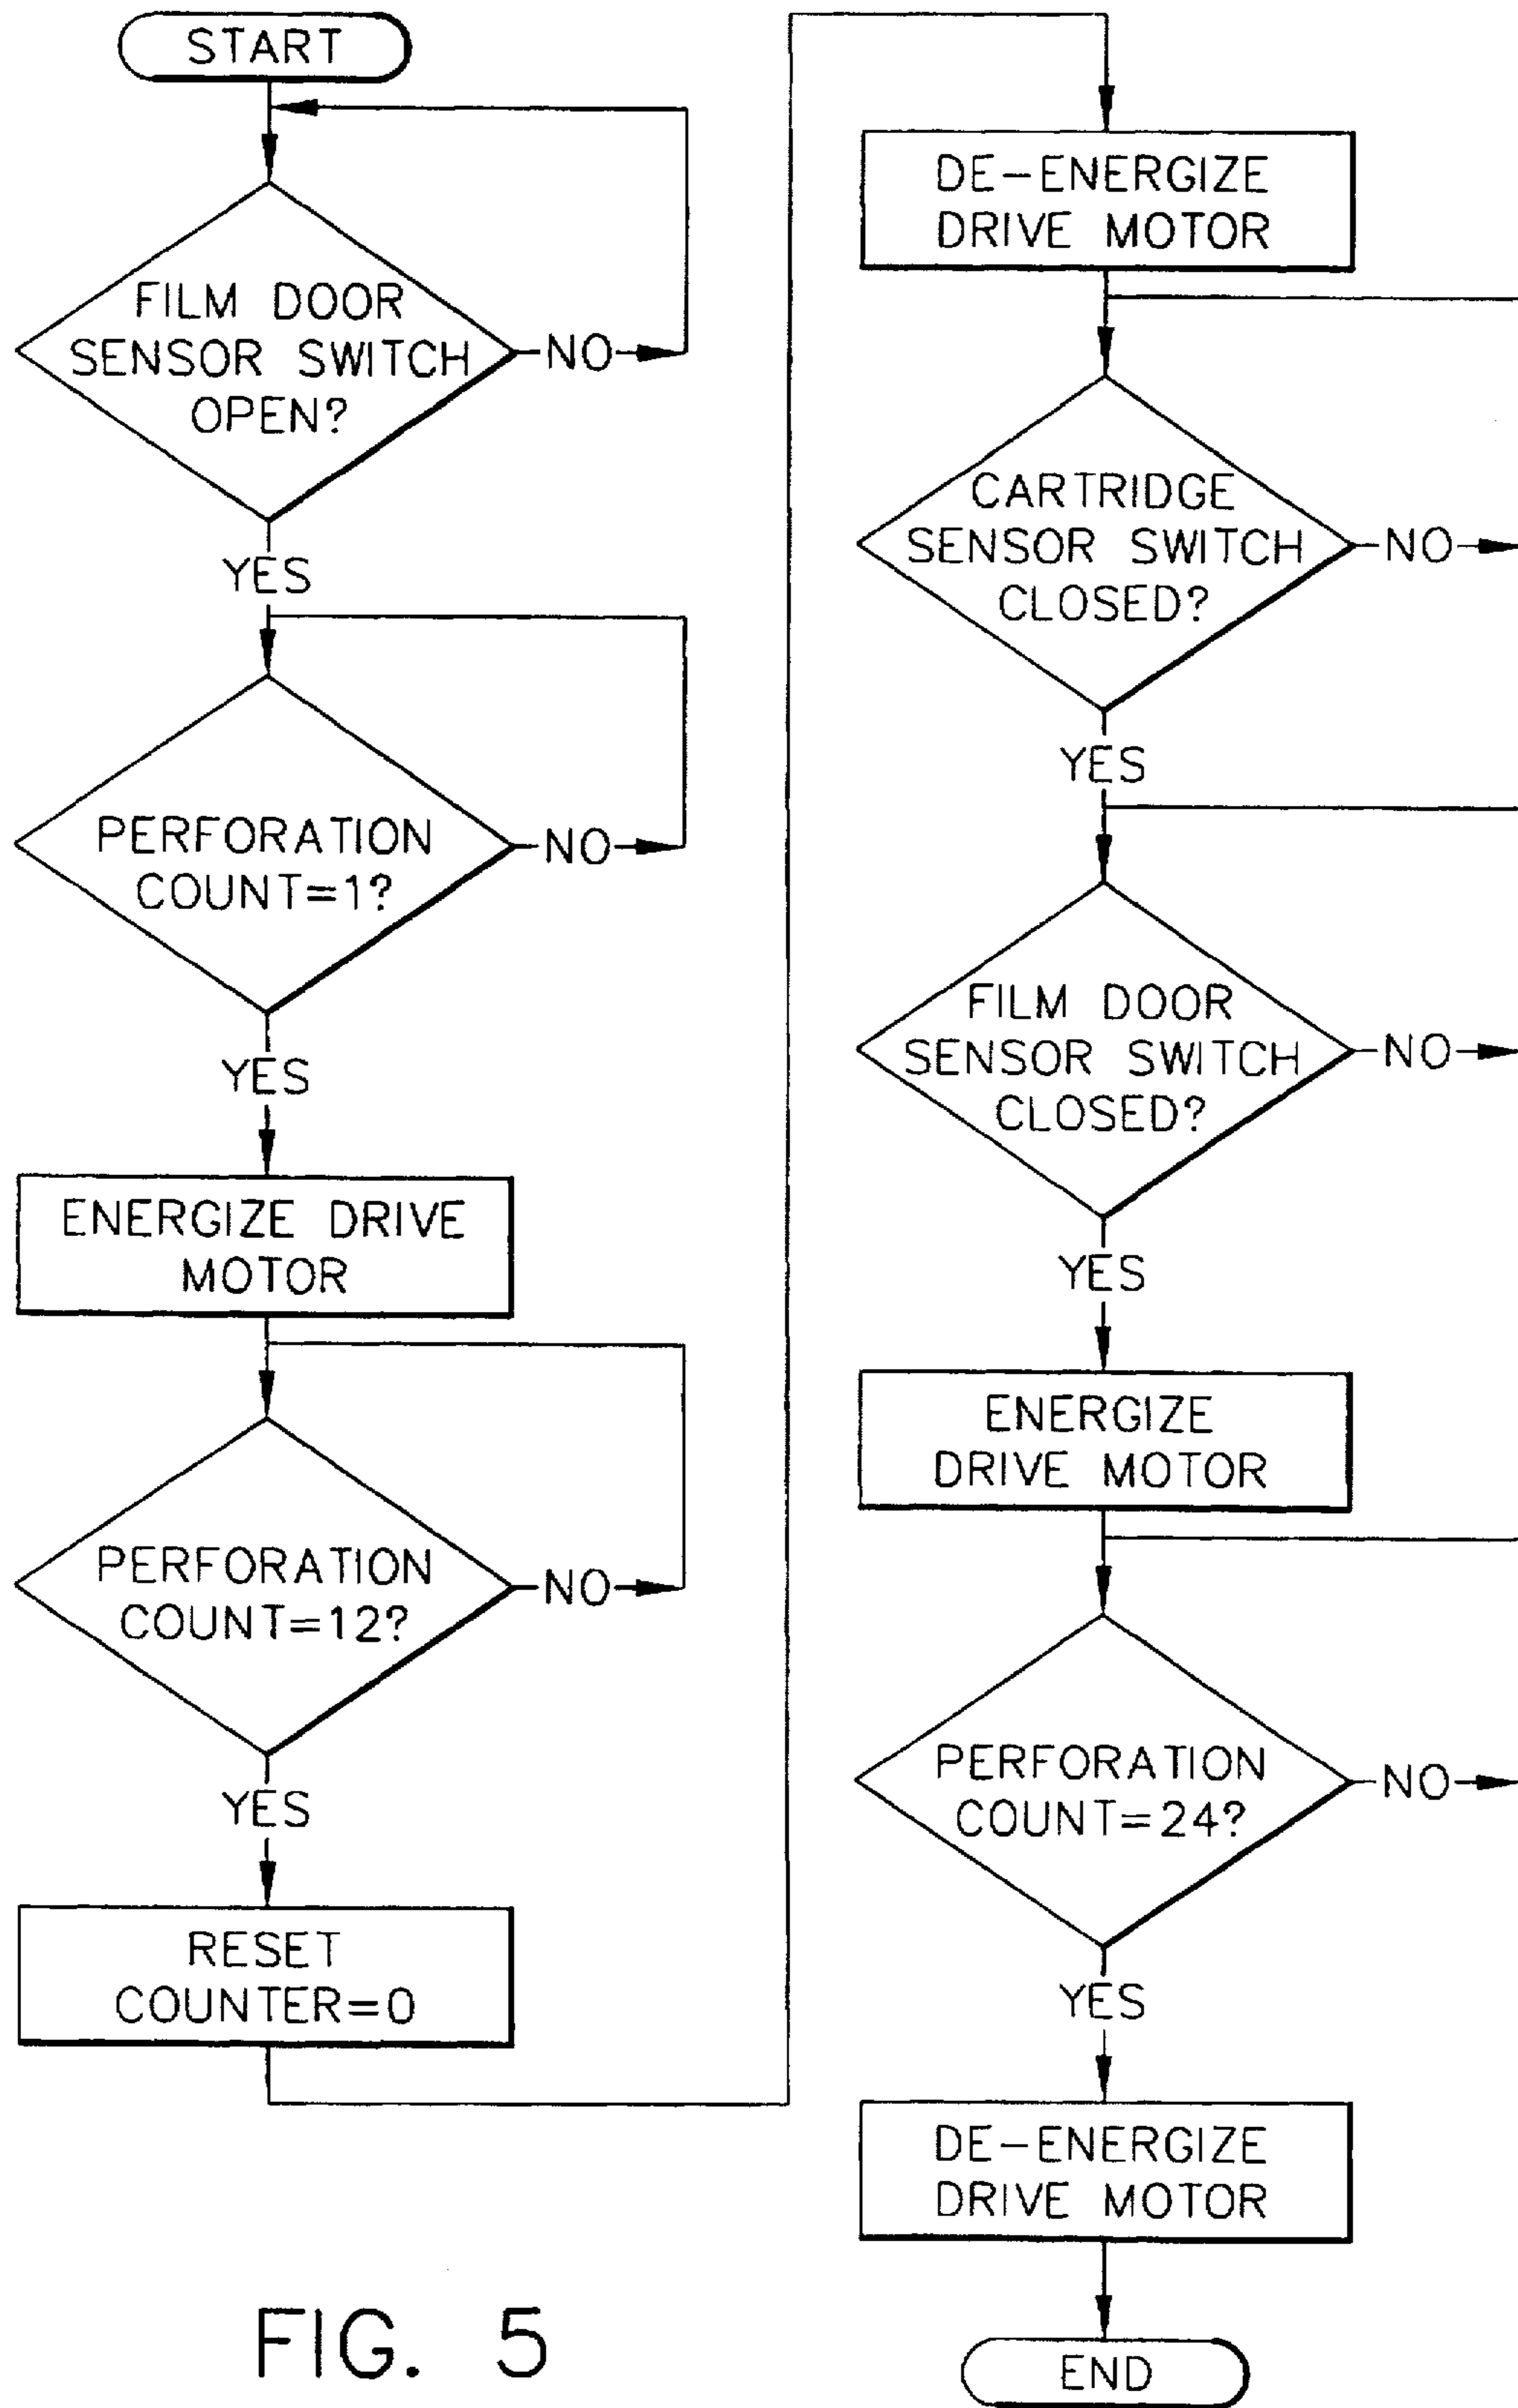 START
FILM DOOR
SENSOR SWITCH
OPEN?
NO
YES
PERFORATION
COUNT=1?
NO
YES
ENERGIZE DRIVE
MOTOR
PERFORATION
COUNT=12?
NO
YES
RESET
COUNTER=0
DE-ENERGIZE
DRIVE MOTOR
CARTRIDGE
SENSOR SWITCH
CLOSED?
NO
YES
FILM DOOR
SENSOR SWITCH
CLOSED?
NO
YES
ENERGIZE
DRIVE MOTOR
PERFORATION
COUNT=24?
NO
YES
DE-ENERGIZE
DRIVE MOTOR
END
FIG. 5